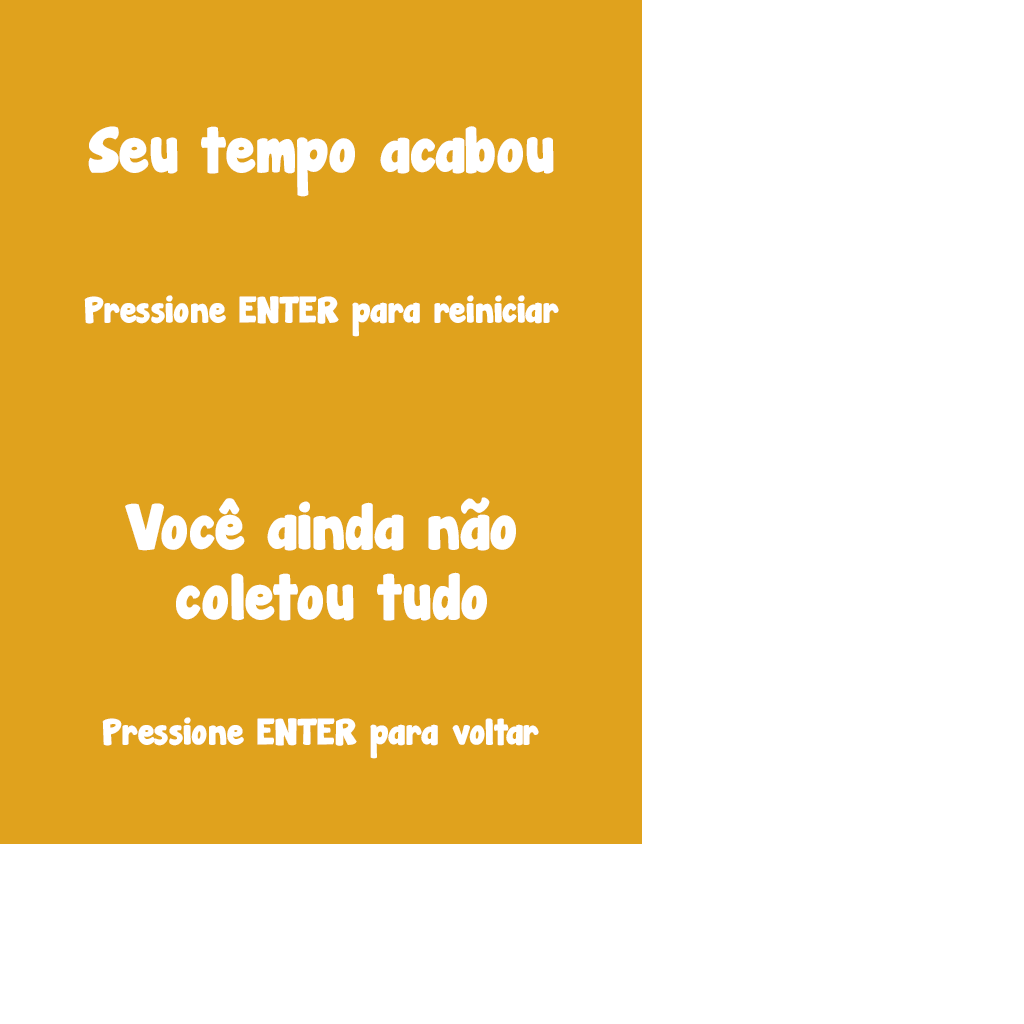 Seu tempo acabou
Pressione ENTER para reiniciar
Você ainda não
coletou tudo
Pressione ENTER para voltar